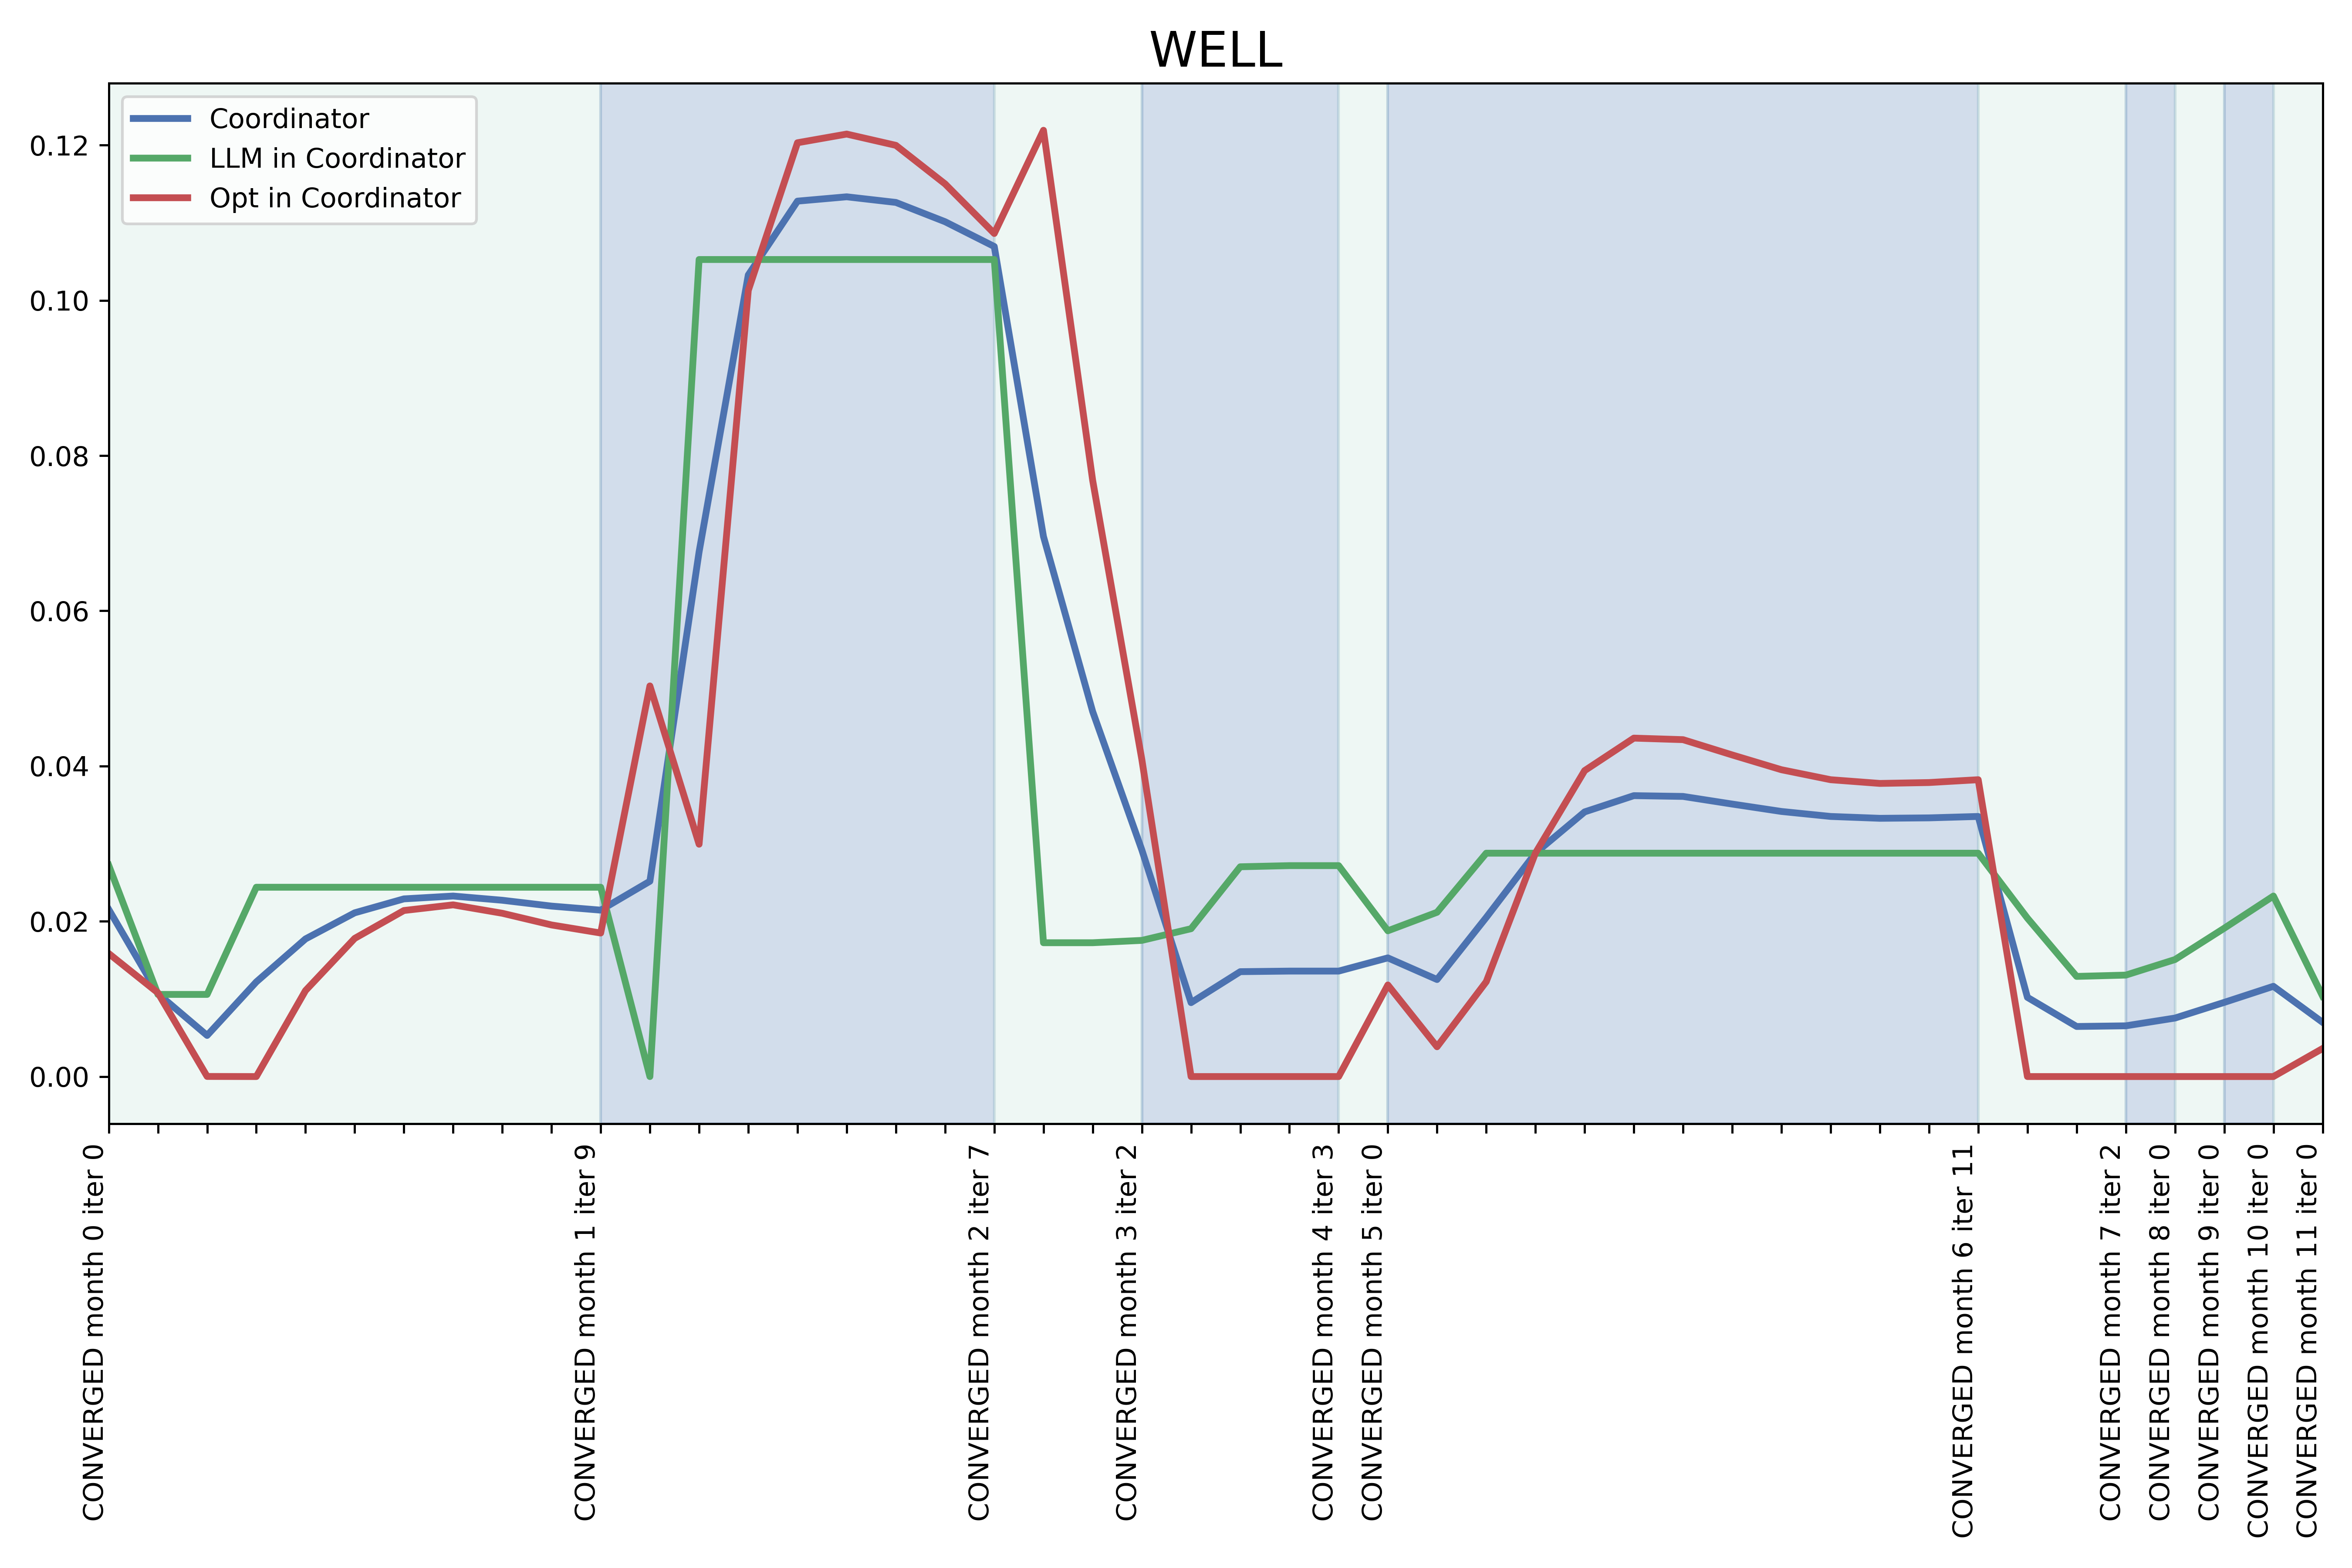 WELL
Coordinator
LLM in Coordinator
Opt in Coordinator
0.12
0.10
0.08
0.06
0.04
0.02
0.00
CONVERGED month 0 iter 0
CONVERGED month 1 iter 9
CONVERGED month 2 iter 7
CONVERGED month 3 iter 2
CONVERGED month 4 iter 3
CONVERGED month 5 iter 0
CONVERGED month 6 iter 11
CONVERGED month 7 iter 2
CONVERGED month 8 iter 0
CONVERGED month 9 iter 0
CONVERGED month 10 iter 0
CONVERGED month 11 iter 0